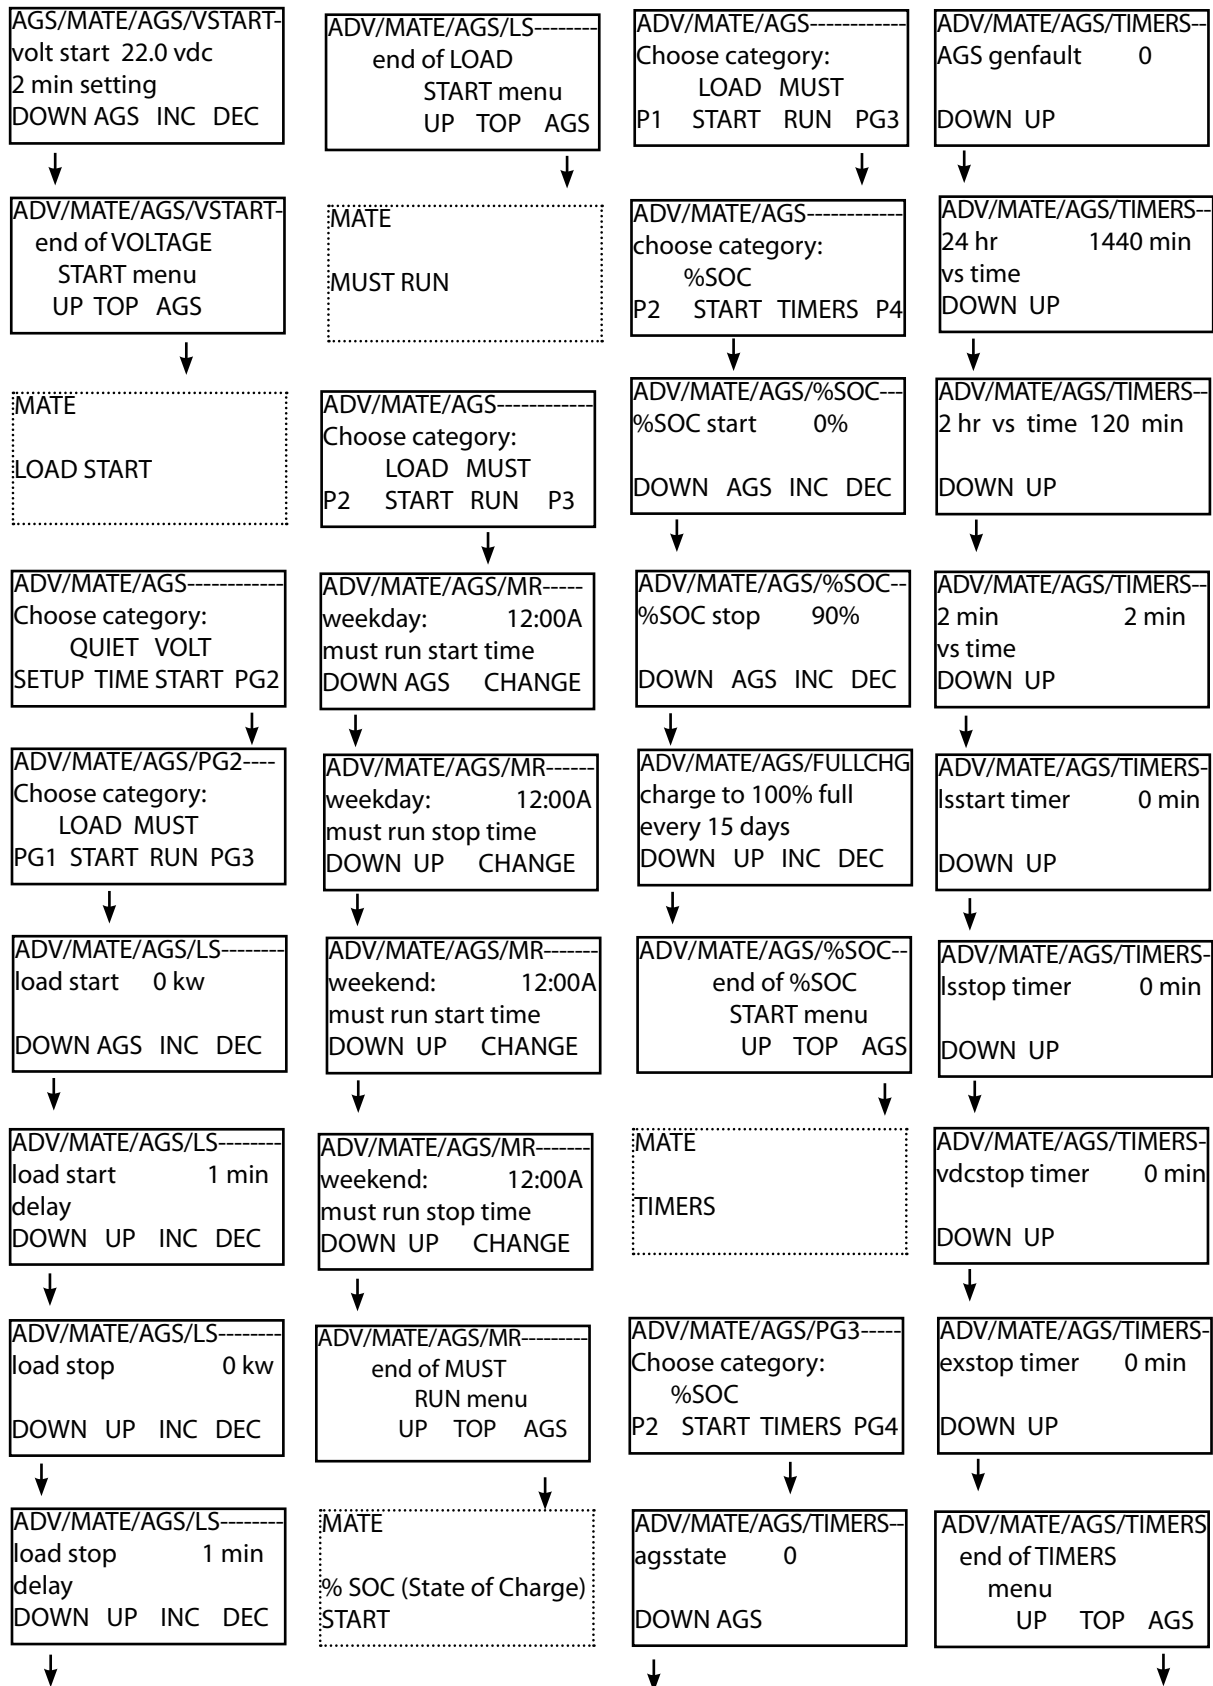 AGS/MATE/AGS/VSTART-
volt start 22.0 vdc
2 min setting
DOWN AGS INC DEC
ADV/MATE/AGS/VSTART-
end of VOLTAGE
START menu
UP TOP AGS
MATE
LOAD START
ADV/MATE/AGS------------
Choose category:
QUIET VOLT
SETUP TIME START PG2
ADV/MATE/AGS/PG2----
Choose category:
LOAD MUST
PG1 START RUN PG3
ADV/MATE/AGS/LS--------
load start 0 kw
DOWN AGS INC DEC
ADV/MATE/AGS/LS--------
load start 1 min
delay
DOWN UP INC DEC
ADV/MATE/AGS/LS--------
load stop 0 kw
DOWN UP INC DEC
ADV/MATE/AGS/LS--------
load stop 1 min
delay
DOWN UP INC DEC
ADV/MATE/AGS/LS--------
end of LOAD
START menu
UP TOP AGS
MATE
MUST RUN
ADV/MATE/AGS------------
Choose category:
LOAD MUST
P2 START RUN P3
ADV/MATE/AGS/MR------
weekday: 12:00A
must run start time
DOWN AGS CHANGE
ADV/MATE/AGS/MR------
weekday: 12:00A
must run stop time
DOWN UP CHANGE
ADV/MATE/AGS/MR-------
weekend: 12:00A
must run start time
DOWN UP CHANGE
ADV/MATE/AGS/MR-------
weekend: 12:00A
must run stop time
DOWN UP CHANGE
ADV/MATE/AGS/MR---------
end of MUST
RUN menu
UP TOP AGS
MATE
% SOC (State of Charge)
START
ADV/MATE/AGS------------
Choose category:
LOAD MUST
P1 START RUN PG3
ADV/MATE/AGS------------
choose category:
%SOC
P2 START TIMERS P4
ADV/MATE/AGS/%SOC---
%SOC start 0%
DOWN AGS INC DEC
ADV/MATE/AGS/%SOC--
%SOC stop 90%
DOWN AGS INC DEC
ADV/MATE/AGS/FULLCHG
charge to 100% full
every 15 days
DOWN UP INC DEC
ADV/MATE/AGS/%SOC--
end of %SOC
START menu
UP TOP AGS
MATE
TIMERS
ADV/MATE/AGS/PG3-----
Choose category:
%SOC
P2 START TIMERS PG4
ADV/MATE/AGS/TIMERS--
agsstate 0
DOWN AGS
ADV/MATE/AGS/TIMERS--
AGS genfault 0
DOWN UP
ADV/MATE/AGS/TIMERS--
24 hr 1440 min
vs time
DOWN UP
ADV/MATE/AGS/TIMERS--
2 hr vs time 120 min
DOWN UP
ADV/MATE/AGS/TIMERS--
2 min 2 min
vs time
DOWN UP
ADV/MATE/AGS/TIMERS-
lsstart timer 0 min
DOWN UP
ADV/MATE/AGS/TIMERS-
lsstop timer 0 min
DOWN UP
ADV/MATE/AGS/TIMERS-
vdcstop timer 0 min
DOWN UP
ADV/MATE/AGS/TIMERS-
exstop timer 0 min
DOWN UP
ADV/MATE/AGS/TIMERS
end of TIMERS
menu
UP TOP AGS